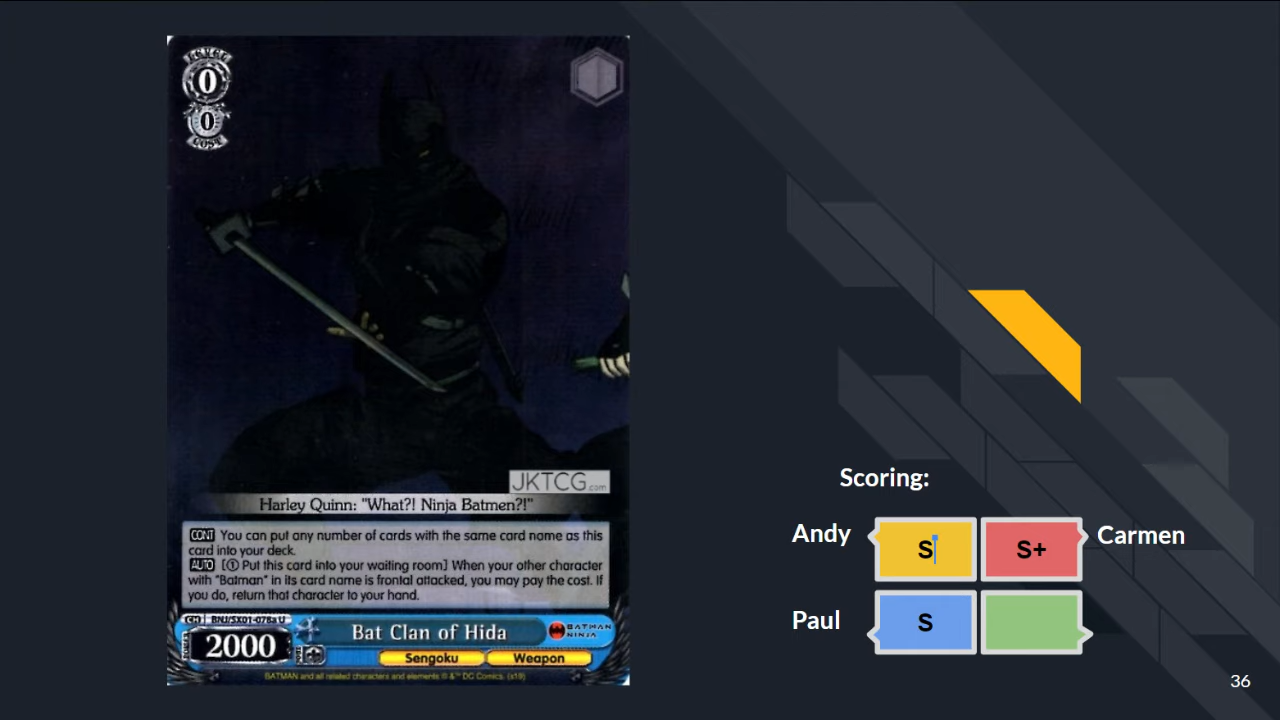 0
0
COST
JKTCG.com
Harley Quinn: "What?! Ninja Batmen?!"
CONT You can put any number of cards with the same card name as this
card into your deck.
AUTO [① Put this card into your waiting room] When your other character
with "Batman" in its card name is frontal attacked, you may pay the cost. If
you do, return that character to your hand.
BNJ/SX01-078a U
2000
Bat Clan of Hida
BATMAN
NINJA
Sengoku
Weapon
BATMAN and all related characters and elements © &™ DC Comics. (s19)
Scoring:
Andy
S
S+
Carmen
Paul
S
36